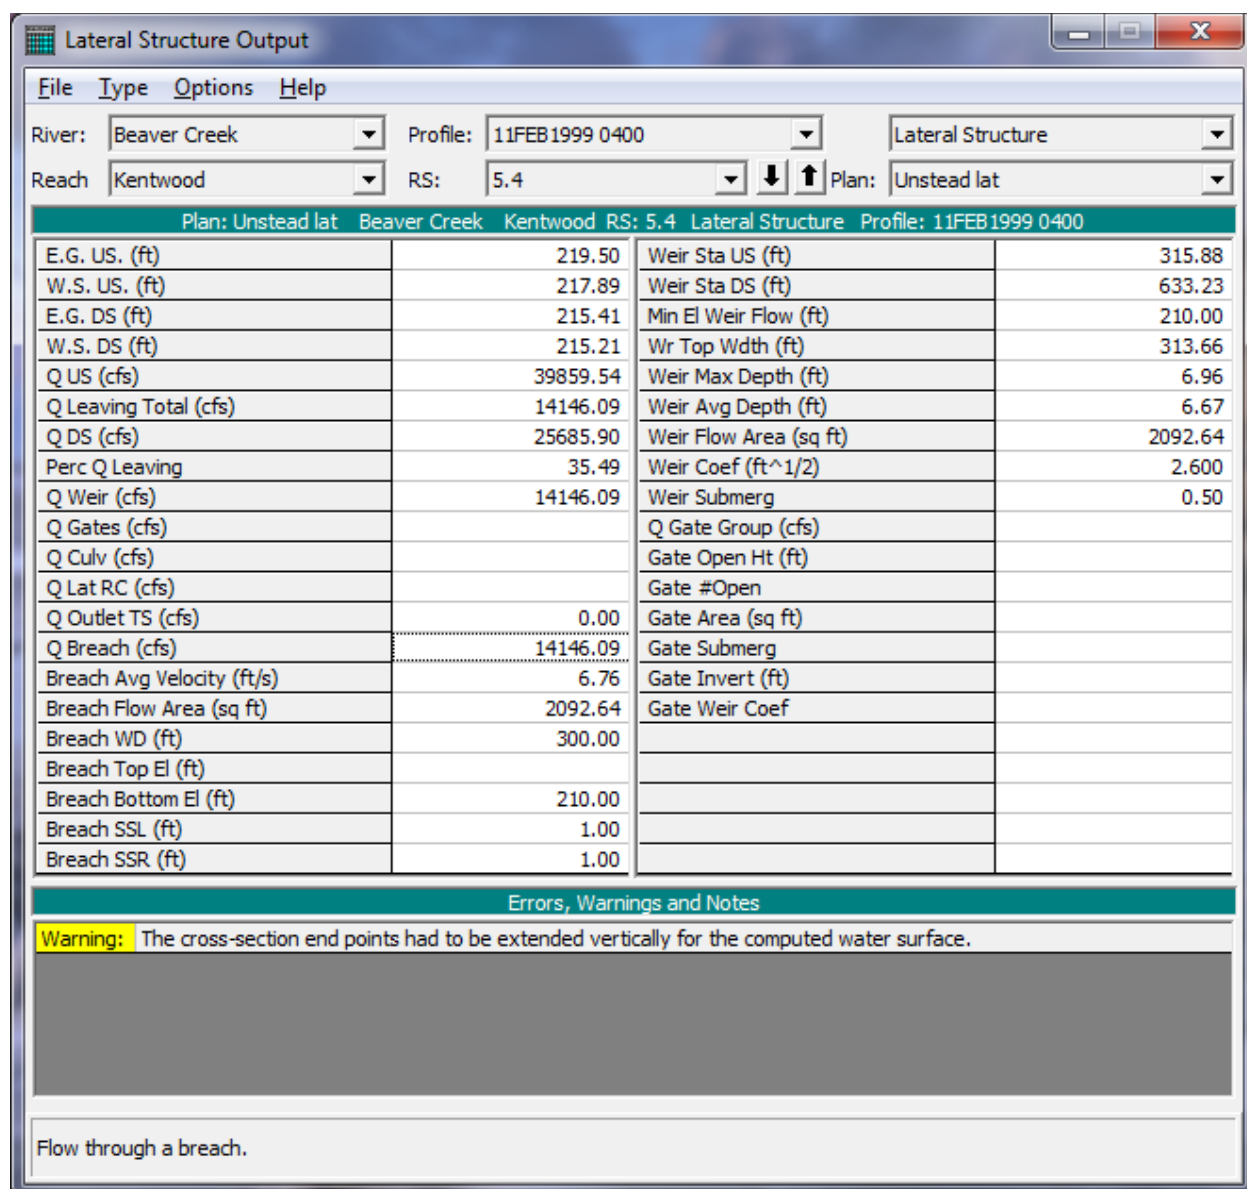 Lateral Structure Output
File Type Options Help
River: Beaver Creek Profile: 11FEB1999 0400 Lateral Structure
Reach Kentwood RS: 5.4 Plan: Unstead lat
Plan: Unstead lat Beaver Creek Kentwood RS: 5.4 Lateral Structure Profile: 11FEB1999 0400
E.G. US. (ft) 219.50 Weir Sta US (ft) 315.88
W.S. US. (ft) 217.89 Weir Sta DS (ft) 633.23
E.G. DS (ft) 215.41 Min El Weir Flow (ft) 210.00
W.S. DS (ft) 215.21 Wr Top Wdth (ft) 313.66
Q US (cfs) 39859.54 Weir Max Depth (ft) 6.96
Q Leaving Total (cfs) 14146.09 Weir Avg Depth (ft) 6.67
Q DS (cfs) 25685.90 Weir Flow Area (sq ft) 2092.64
Perc Q Leaving 35.49 Weir Coef (ft^1/2) 2.600
Q Weir (cfs) 14146.09 Weir Submerg 0.50
Q Gates (cfs) Q Gate Group (cfs)
Q Culv (cfs) Gate Open Ht (ft)
Q Lat RC (cfs) Gate #Open
Q Outlet TS (cfs) 0.00 Gate Area (sq ft)
Q Breach (cfs) 14146.09 Gate Submerg
Breach Avg Velocity (ft/s) 6.76 Gate Invert (ft)
Breach Flow Area (sq ft) 2092.64 Gate Weir Coef
Breach WD (ft) 300.00
Breach Top El (ft)
Breach Bottom El (ft) 210.00
Breach SSL (ft) 1.00
Breach SSR (ft) 1.00
Errors, Warnings and Notes
Warning: The cross-section end points had to be extended vertically for the computed water surface.
Flow through a breach.